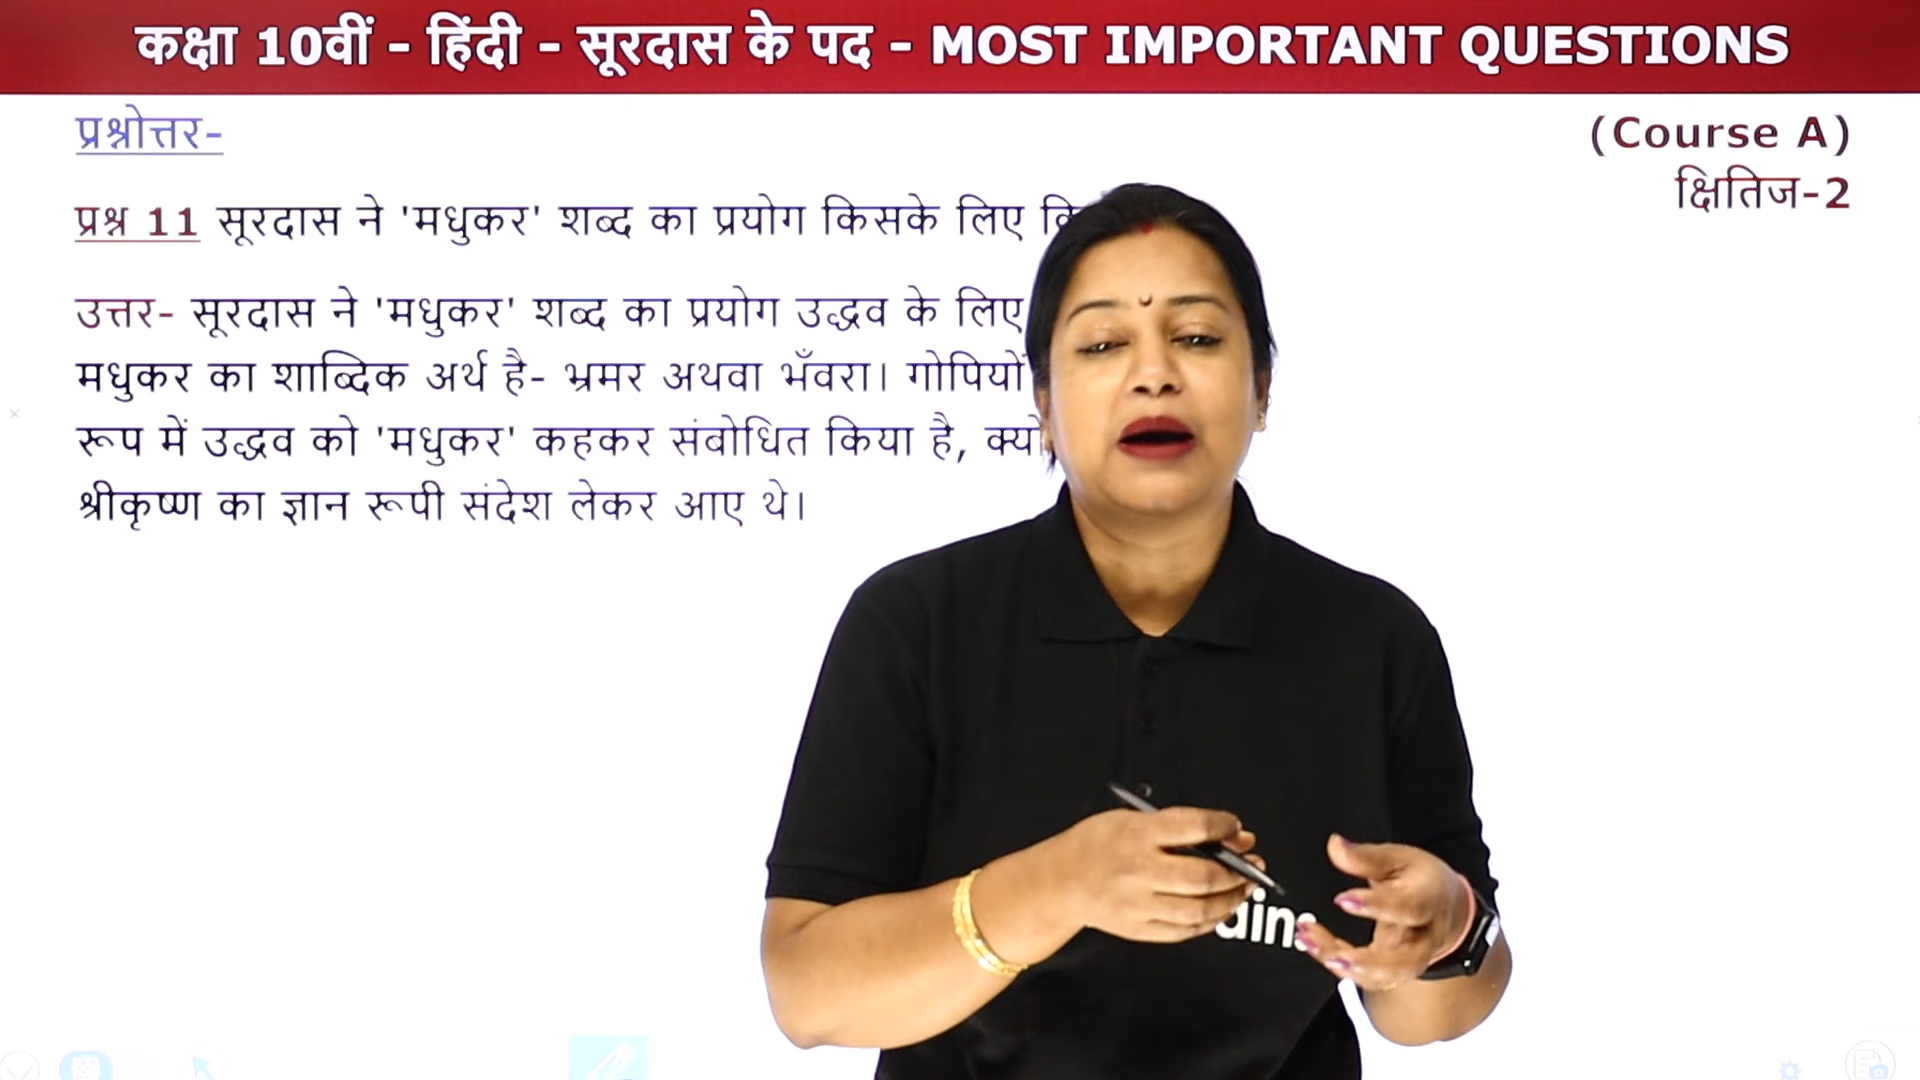 कक्षा 10वीं - हिंदी - सूरदास के पद - MOST IMPORTANT QUESTIONS
प्रश्नोत्तर-
(Course A)
क्षितिज-2
प्रश्न 11 सूरदास ने 'मधुकर' शब्द का प्रयोग किसके लिए
उत्तर- सूरदास ने 'मधुकर' शब्द का प्रयोग उद्धव के लिए
मधुकर का शाब्दिक अर्थ है- भ्रमर अथवा भँवरा। गोपियों
रूप में उद्धव को 'मधुकर' कहकर संबोधित किया है,
श्रीकृष्ण का ज्ञान रूपी संदेश लेकर आए थे।